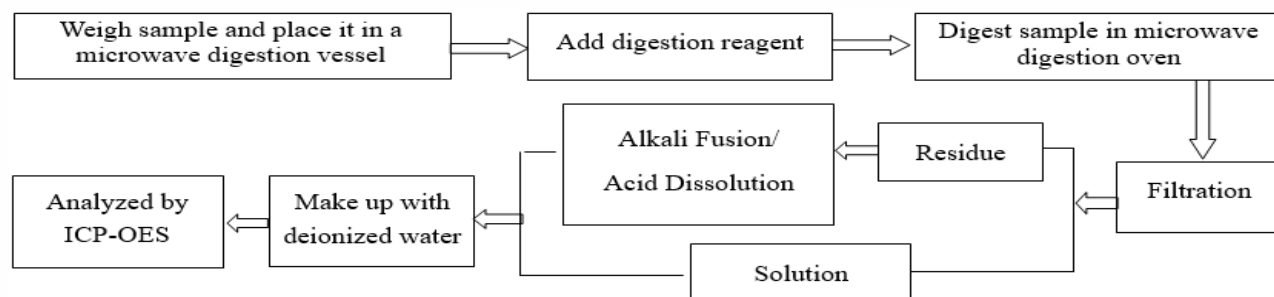 Weigh sample and place it in a
microwave digestion vessel
Add digestion reagent
Digest sample in microwave
digestion oven
Alkali Fusion/
Acid Dissolution
Residue
Filtration
Analyzed by
ICP-OES
Make up with
deionized water
Solution